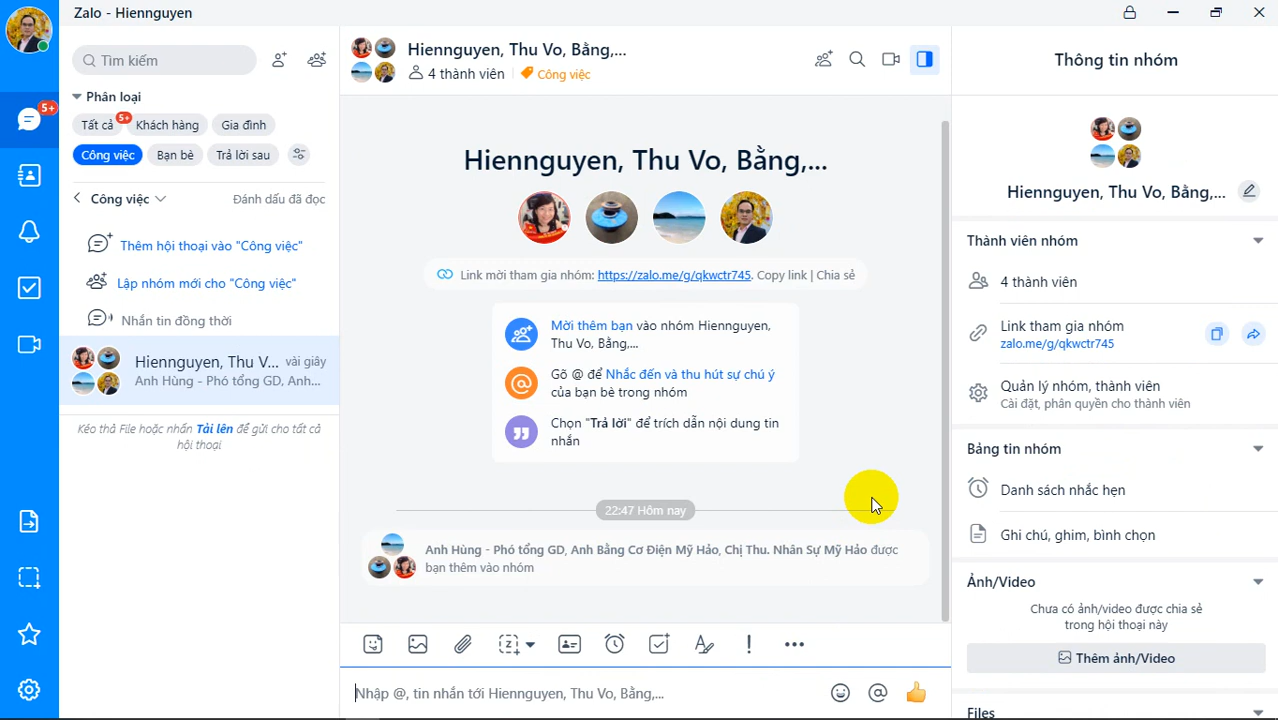 Zalo - Hiennguyen
Tìm kiếm
Phân loại
Tất cả
5+
Khách hàng
Gia đình
Công việc
Bạn bè
Trả lời sau
Công việc
Đánh dấu đã đọc
Thêm hội thoại vào "Công việc"
Lập nhóm mới cho "Công việc"
Nhắn tin đồng thời
Hiennguyen, Thu V... vài giây
Anh Hùng - Phó tổng GD, Anh...
Kéo thả File hoặc nhấn Tải lên để gửi cho tất cả
hội thoại
5+
Hiennguyen, Thu Vo, Bằng,...
4 thành viên
Công việc
Hiennguyen, Thu Vo, Bằng,...
Link mời tham gia nhóm: https://zalo.me/g/qkwctr745. Copy link | Chia sẻ
Mời thêm bạn vào nhóm Hiennguyen,
Thu Vo, Bằng,...
Gõ @ để Nhắc đến và thu hút sự chú ý
của bạn bè trong nhóm
Chọn "Trả lời" để trích dẫn nội dung tin
nhắn
22:47 Hôm nay
Anh Hùng - Phó tổng GD, Anh Bằng Cơ Điện Mỹ Hảo, Chị Thu. Nhân Sự Mỹ Hảo được
bạn thêm vào nhóm
Nhập @, tin nhắn tới Hiennguyen, Thu Vo, Bằng,...
Thông tin nhóm
Hiennguyen, Thu Vo, Bằng,...
Thành viên nhóm
4 thành viên
Link tham gia nhóm
zalo.me/g/qkwctr745
Quản lý nhóm, thành viên
Cài đặt, phân quyền cho thành viên
Bảng tin nhóm
Danh sách nhắc hẹn
Ghi chú, ghim, bình chọn
Ảnh/Video
Chưa có ảnh/video được chia sẻ
trong hội thoại này
Thêm ảnh/Video
Files